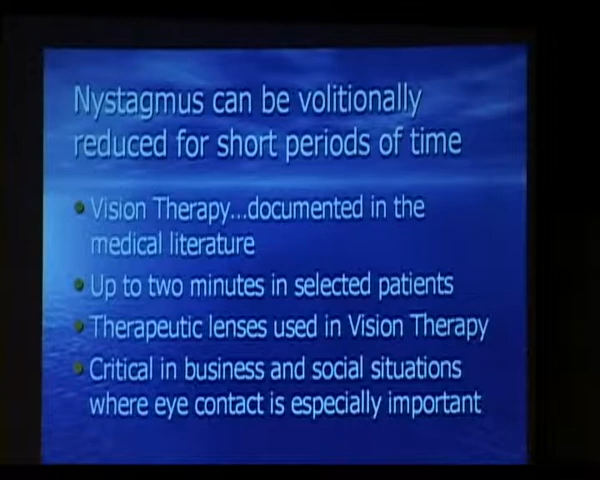 Nystagmus can be volitionally
reduced for short periods of time
• Vision Therapy...documented in the
medical literature
• Up to two minutes in selected patients
• Therapeutic lenses used in Vision Therapy
• Critical in business and social situations
where eye contact is especially important